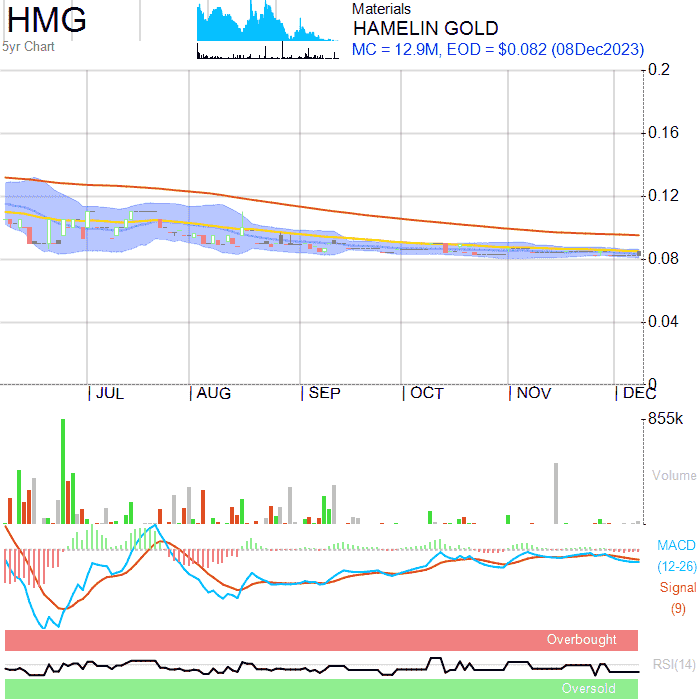 HMG
5yr Chart
Materials
HAMELIN GOLD
MC = 12.9M, EOD = $0.082 (08Dec2023)
0.2
0.16
0.12
0.08
0.04
0
JUL AUG SEP OCT NOV DEC
855k
Volume
MACD
(12-26)
Signal
(9)
Overbought
RSI(14)
Oversold